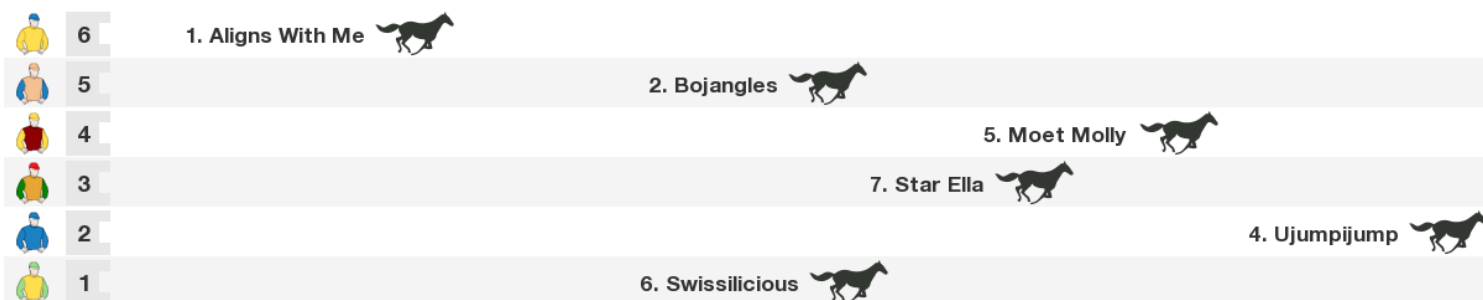 6 1. Aligns With Me
5 2. Bojangles
4 5. Moet Molly
3 7. Star Ella
2 4. Ujumpijump
1 6. Swissilicious